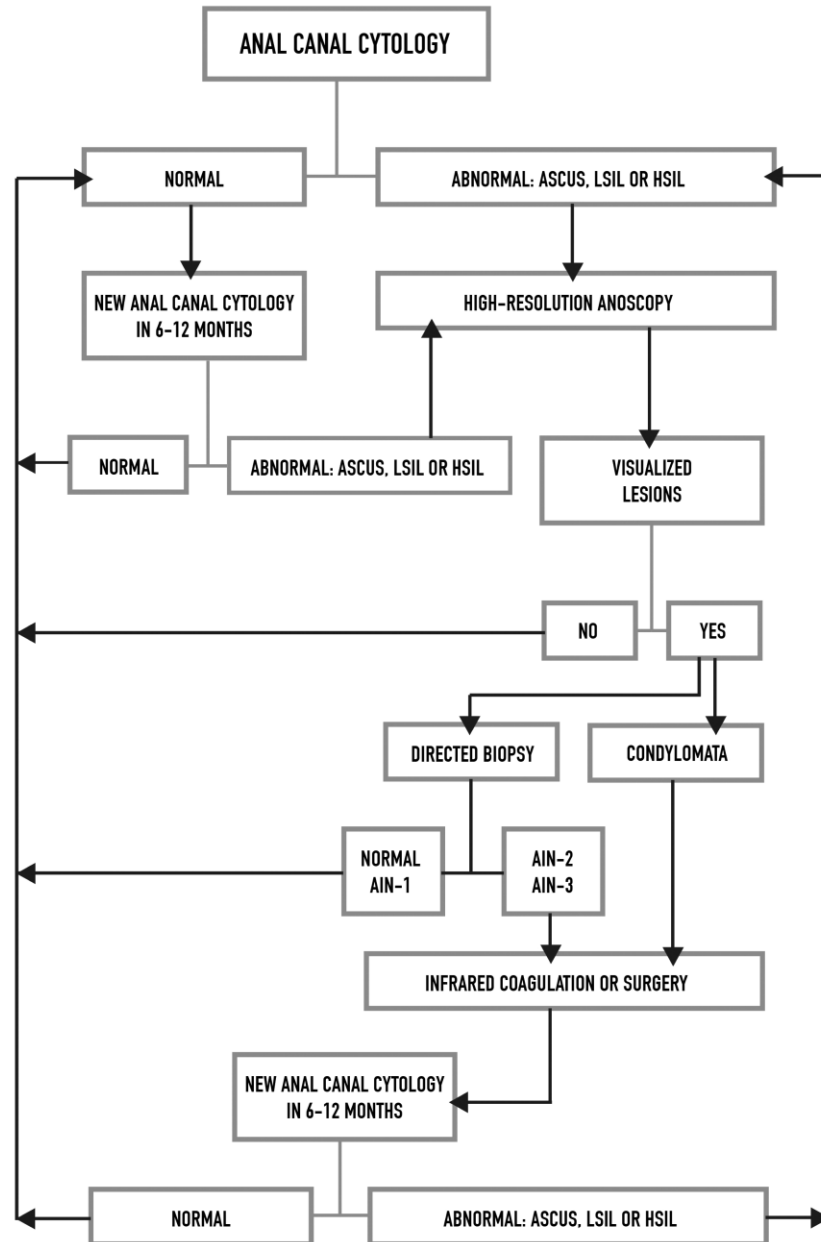 ANAL CANAL CYTOLOGY
NORMAL
ABNORMAL: ASCUS, LSIL OR HSIL
NEW ANAL CANAL CYTOLOGY
IN 6-12 MONTHS
HIGH-RESOLUTION ANOSCOPY
NORMAL
ABNORMAL: ASCUS, LSIL OR HSIL
VISUALIZED
LESIONS
NO
YES
DIRECTED BIOPSY
CONDYLOMATA
NORMAL
AIN-1
AIN-2
AIN-3
INFRARED COAGULATION OR SURGERY
NEW ANAL CANAL CYTOLOGY
IN 6-12 MONTHS
NORMAL
ABNORMAL: ASCUS, LSIL OR HSIL